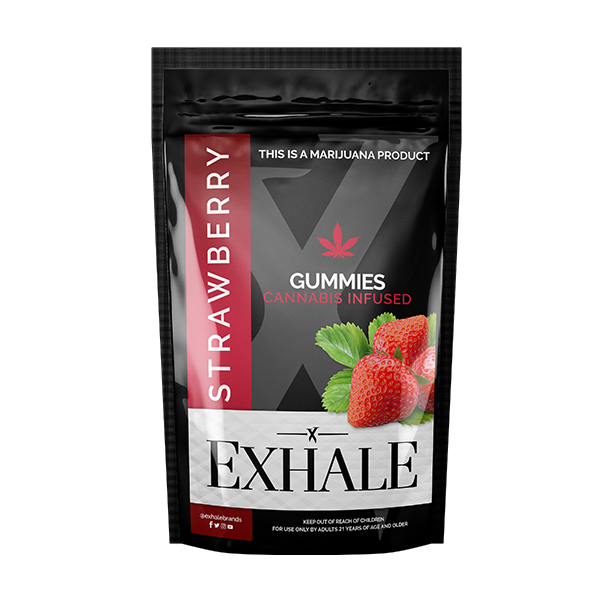 THIS IS A MARIJUANA PRODUCT
STRAWBERRY
GUMMIES
CANNABIS INFUSED
X
EXHALE
@exhalebrands
KEEP OUT OF REACH OF CHILDREN
FOR USE ONLY BY ADULTS 21 YEARS OF AGE AND OLDER